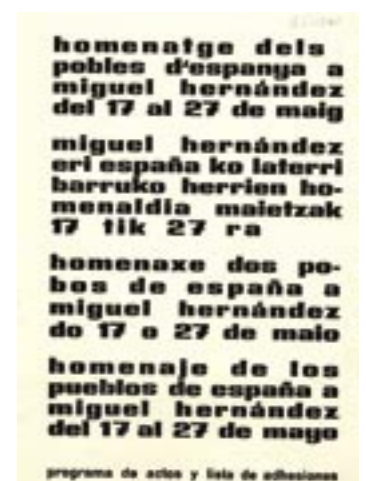 homenatge dels
pobles d'espanya a
miguel hernández
del 17 al 27 de maig
miguel hernández
eri españa ko laterri
barruko herrien ho-
menaldia maietzak
17 tik 27 ra
homenaxe dos po-
bos de españa a
miguel hernández
do 17 o 27 de maio
homenaje de los
pueblos de españa a
miguel hernández
del 17 al 27 de mayo
programa de actos y lista de adhesiones